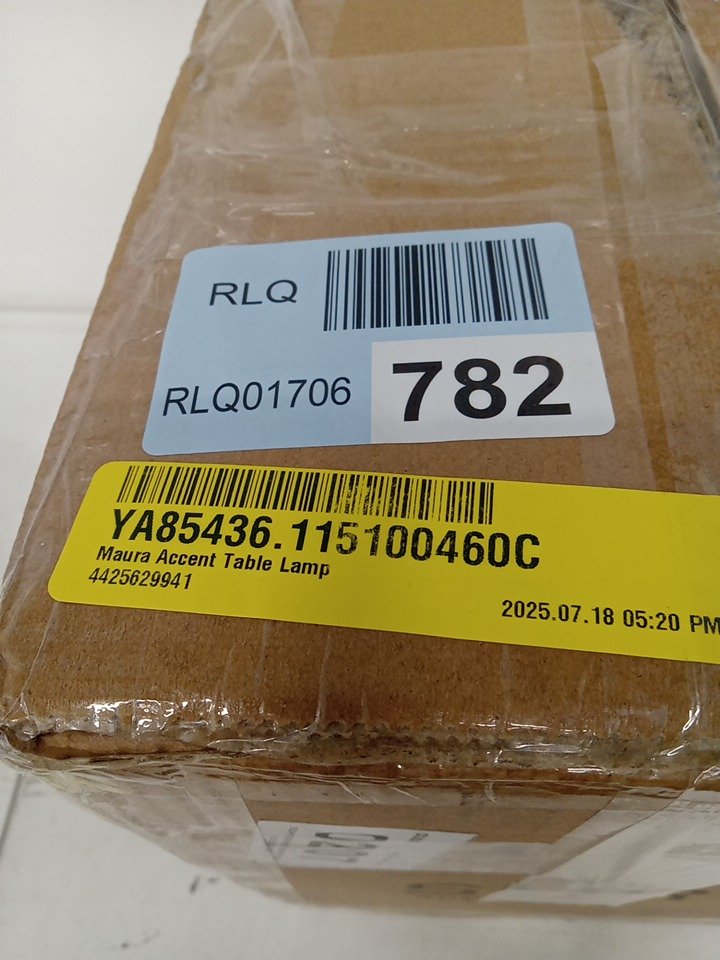 RLQ
RLQ01706
782
YA85436.115100460C
Maura Accent Table Lamp
4425629941
2025.07.18 05:20 PM